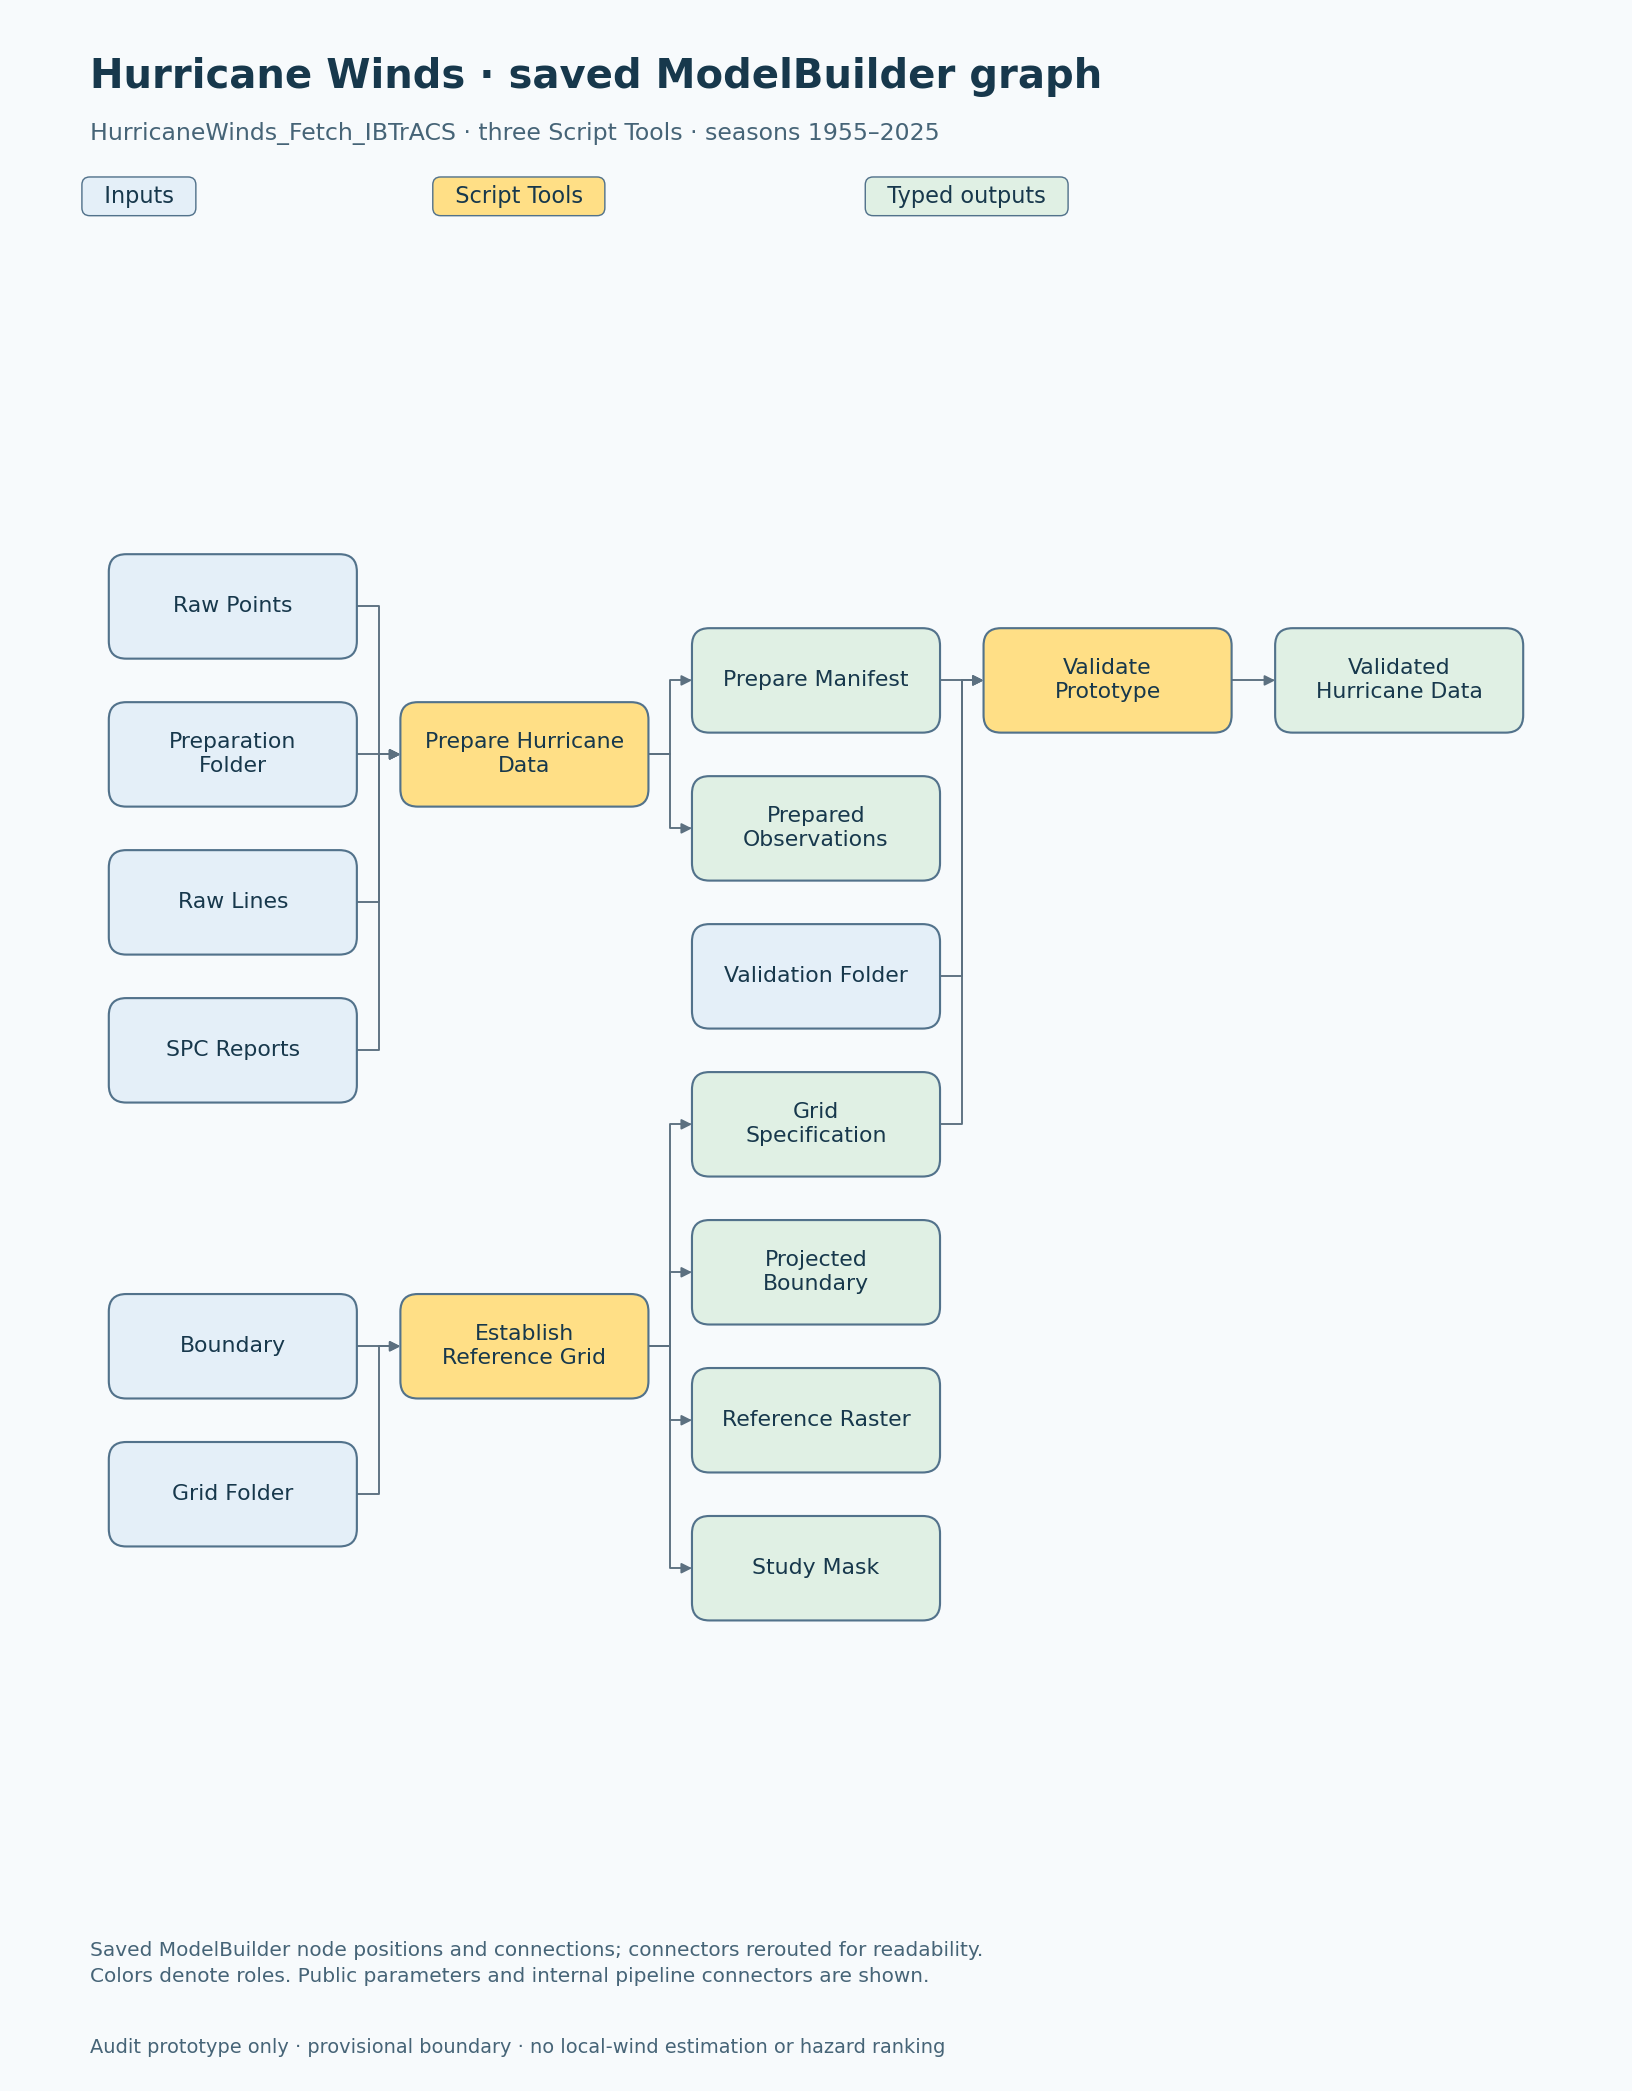 Hurricane Winds · saved ModelBuilder graph
HurricaneWinds_Fetch_IBTrACS · three Script Tools · seasons 1955–2025
Inputs
Script Tools
Typed outputs
Raw Points
Preparation
Folder
Raw Lines
SPC Reports
Prepare Hurricane
Data
Prepare Manifest
Prepared
Observations
Validation Folder
Validate
Prototype
Validated
Hurricane Data
Boundary
Grid Folder
Establish
Reference Grid
Grid
Specification
Projected
Boundary
Reference Raster
Study Mask
Saved ModelBuilder node positions and connections; connectors rerouted for readability.
Colors denote roles. Public parameters and internal pipeline connectors are shown.
Audit prototype only · provisional boundary · no local-wind estimation or hazard ranking